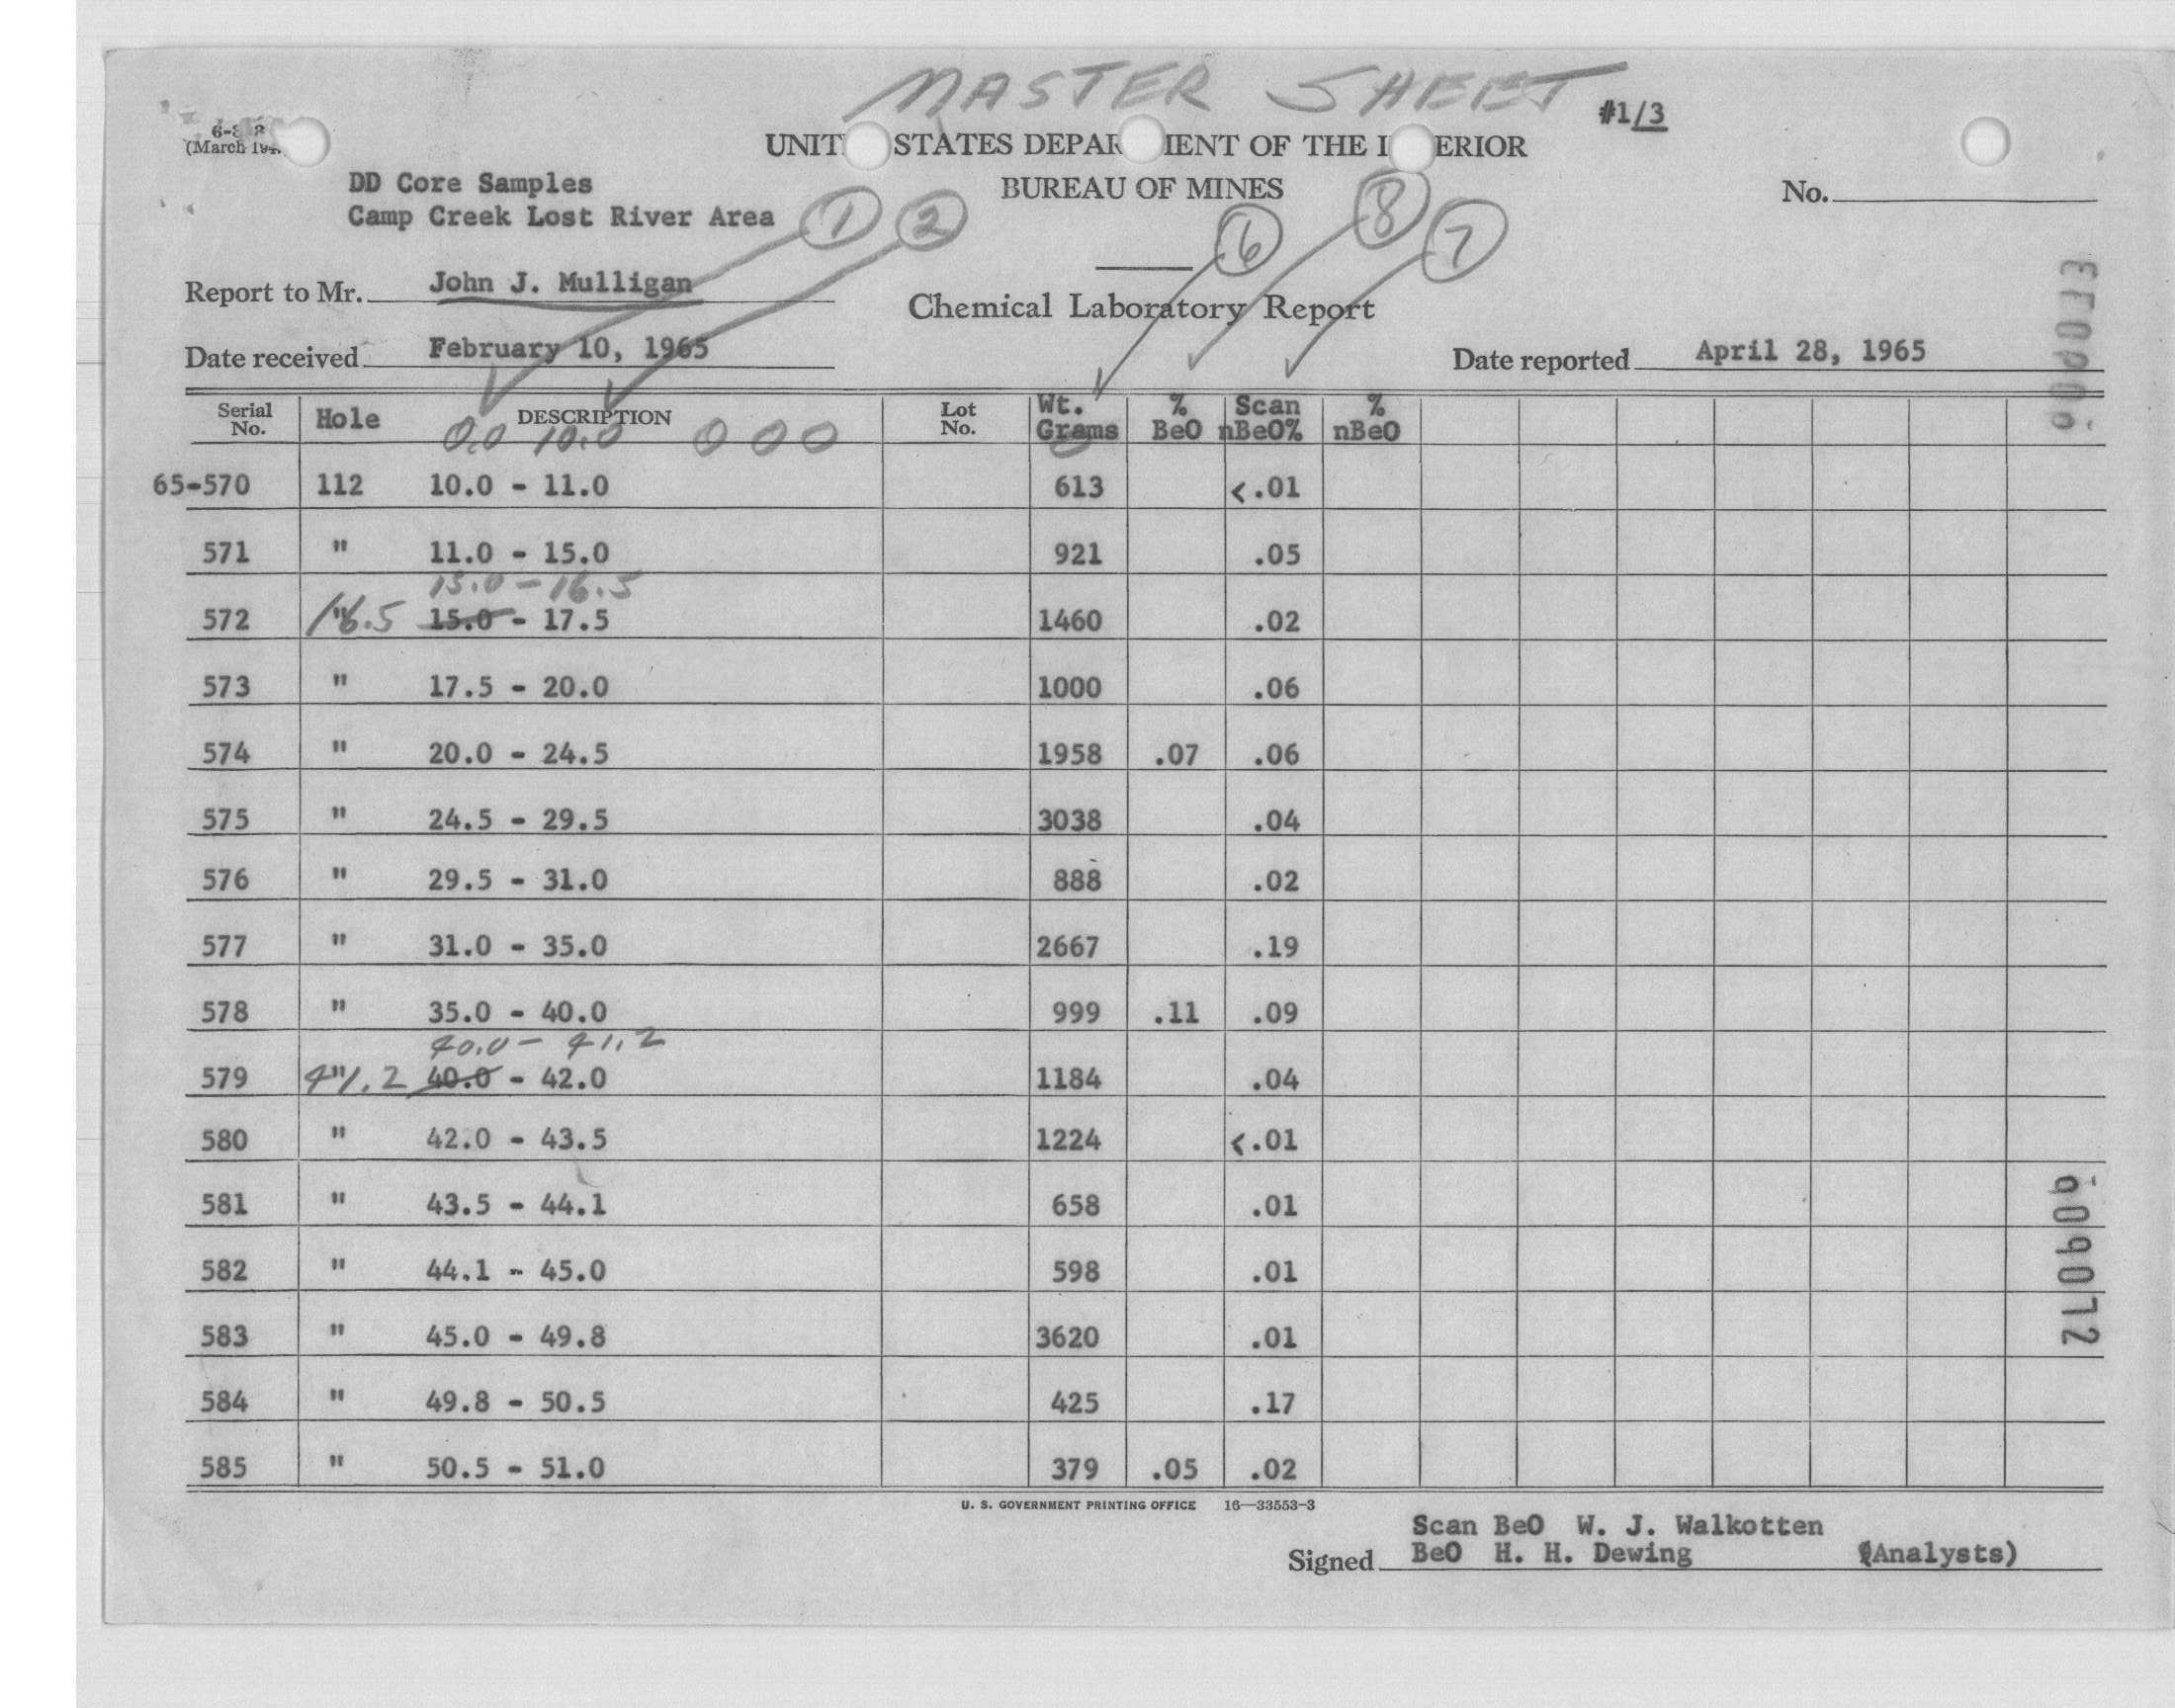 MASTER SHEET #1/3
6-
(March
UNIT STATES DEPAR MENT OF THE I ERIOR
DD Core Samples
BUREAU OF MINES
No.
Camp Creek Lost River Area 1 2 6 8 7
Report to Mr. John J. Mulligan
Chemical Laboratory Report
Date received February 10, 1965
Date reported April 28, 1965
Serial No. Hole DESCRIPTION Lot No. Wt. Grams % BeO Scan nBeO% % nBeO
0.0 10.0 0 0 0
65-570 112 10.0 - 11.0 613 <.01
571 " 11.0 - 15.0 921 .05
15.0 - 16.5
572 " 16.5 15.0 - 17.5 1460 .02
573 " 17.5 - 20.0 1000 .06
574 " 20.0 - 24.5 1958 .07 .06
575 " 24.5 - 29.5 3038 .04
576 " 29.5 - 31.0 888 .02
577 " 31.0 - 35.0 2667 .19
578 " 35.0 - 40.0 999 .11 .09
40.0 - 41.2
579 " 41.2 40.0 - 42.0 1184 .04
580 " 42.0 - 43.5 1224 <.01
581 " 43.5 - 44.1 658 .01
582 " 44.1 - 45.0 598 .01
583 " 45.0 - 49.8 3620 .01
584 " 49.8 - 50.5 425 .17
585 " 50.5 - 51.0 379 .05 .02
U. S. GOVERNMENT PRINTING OFFICE 16—33553-3
Scan BeO W. J. Walkotten
Signed BeO H. H. Dewing (Analysts)